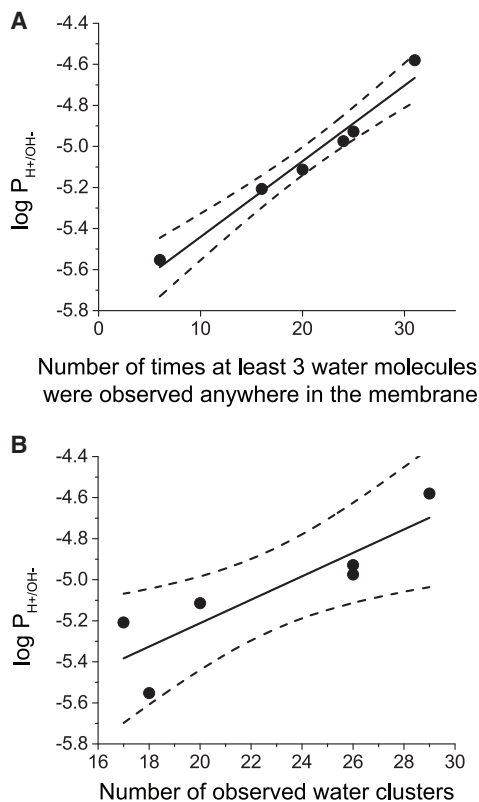 A
-4.4
-4.6
-4.8
-5.0
-5.2
-5.4
-5.6
-5.8
log P H+/OH-
0 10 20 30
Number of times at least 3 water molecules
were observed anywhere in the membrane
B
-4.4
-4.6
-4.8
-5.0
-5.2
-5.4
-5.6
-5.8
log P H+/OH-
16 18 20 22 24 26 28 30
Number of observed water clusters